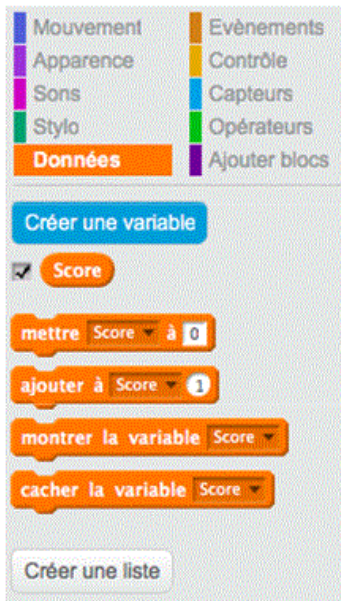 Mouvement
Evènements
Apparence
Contrôle
Sons
Capteurs
Stylo
Opérateurs
Données
Ajouter blocs
Créer une variable
Score
mettre Score à 0
ajouter à Score 1
montrer la variable Score
cacher la variable Score
Créer une liste